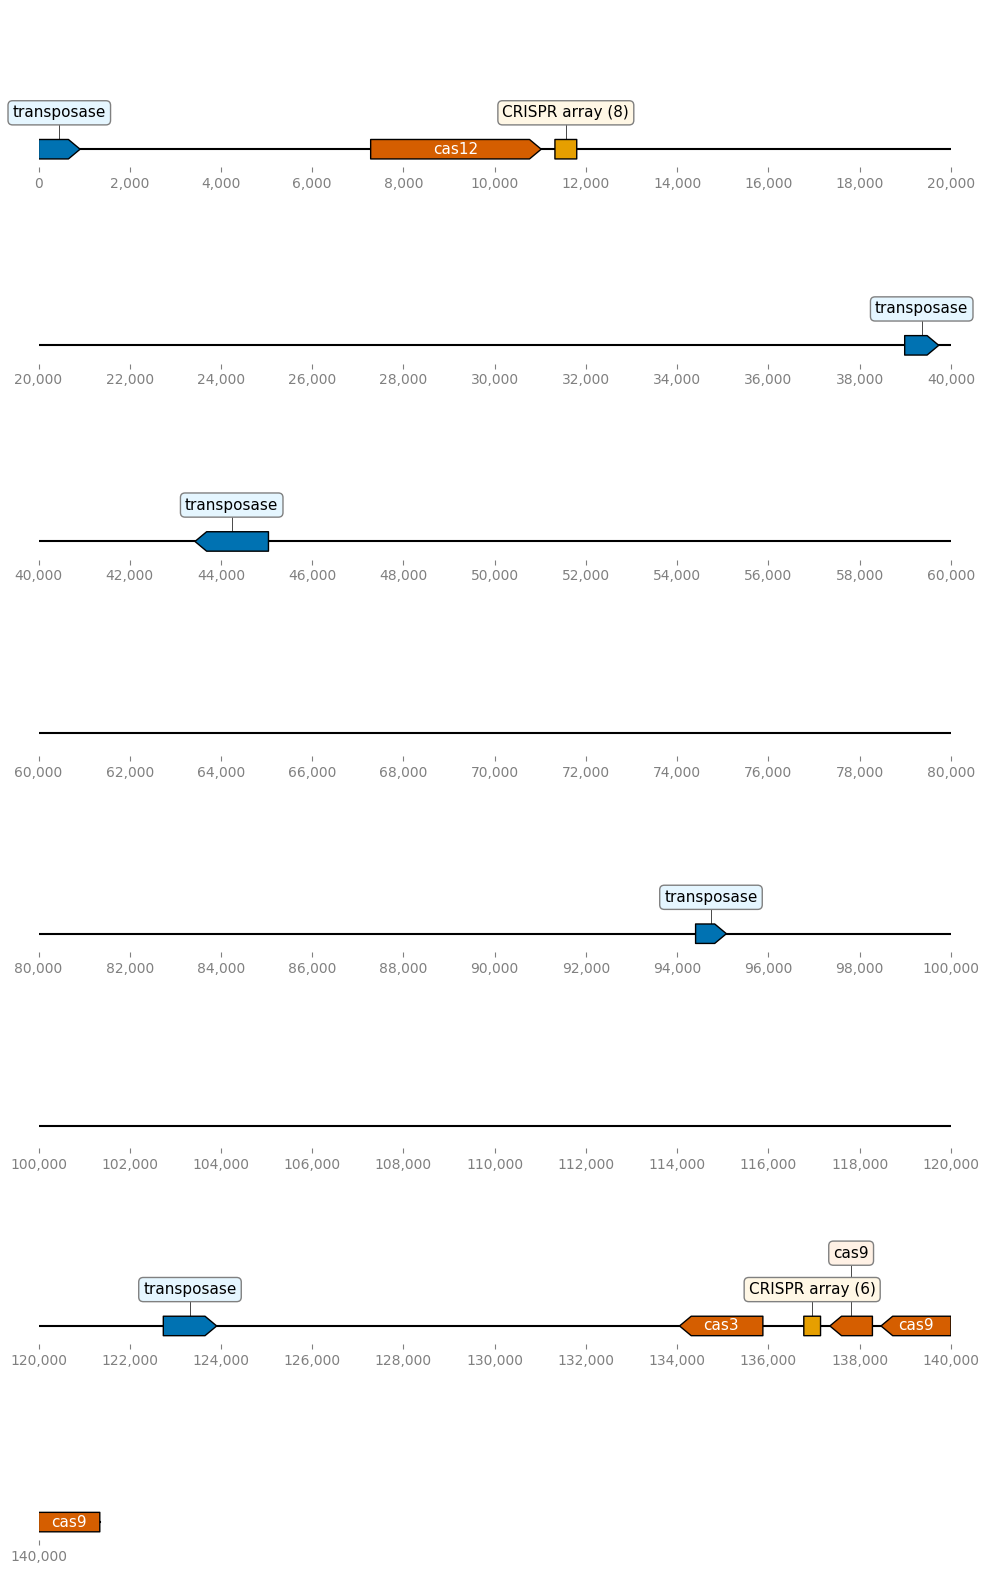 transposase CRISPR array (8)
cas12
0 2,000 4,000 6,000 8,000 10,000 12,000 14,000 16,000 18,000 20,000
transposase
20,000 22,000 24,000 26,000 28,000 30,000 32,000 34,000 36,000 38,000 40,000
transposase
40,000 42,000 44,000 46,000 48,000 50,000 52,000 54,000 56,000 58,000 60,000
60,000 62,000 64,000 66,000 68,000 70,000 72,000 74,000 76,000 78,000 80,000
transposase
80,000 82,000 84,000 86,000 88,000 90,000 92,000 94,000 96,000 98,000 100,000
100,000 102,000 104,000 106,000 108,000 110,000 112,000 114,000 116,000 118,000 120,000
cas9
transposase CRISPR array (6)
cas3 cas9
120,000 122,000 124,000 126,000 128,000 130,000 132,000 134,000 136,000 138,000 140,000
cas9
140,000